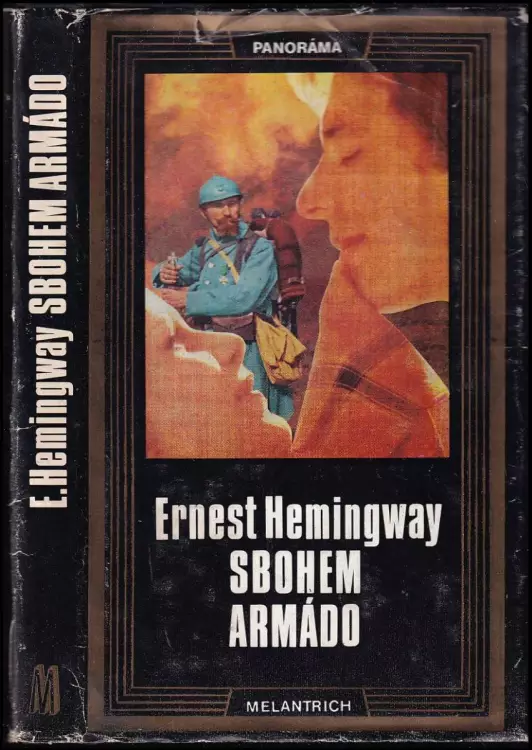 PANORÁMA
Ernest Hemingway
SBOHEM
ARMÁDO
MELANTRICH
E.Hemingway SBOHEM ARMÁDO
M